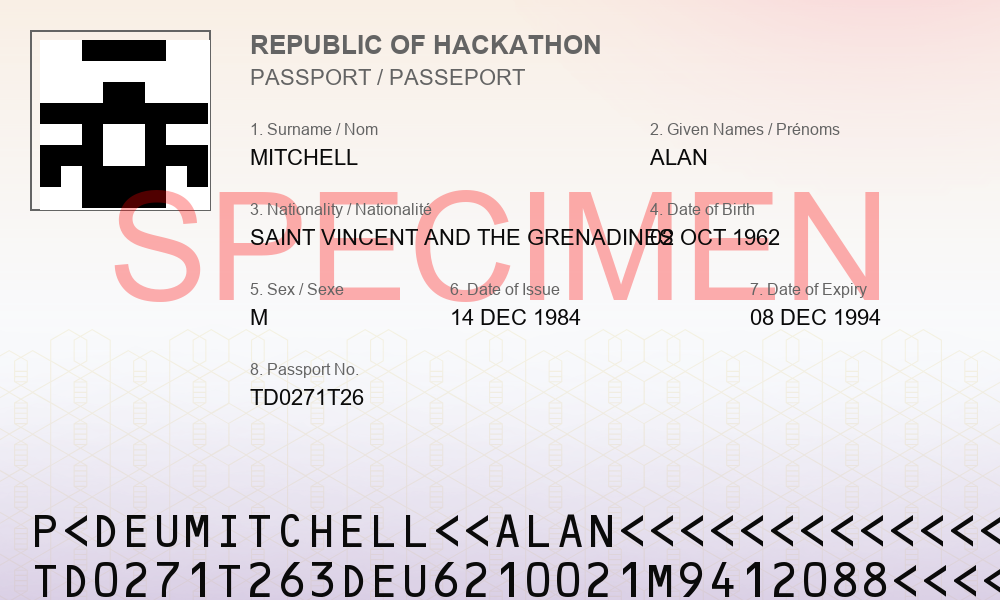 REPUBLIC OF HACKATHON
PASSPORT / PASSEPORT
1. Surname / Nom
2. Given Names / Prénoms
MITCHELL
ALAN
SPECIMEN
3. Nationality / Nationalité
4. Date of Birth
SAINT VINCENT AND THE GRENADINES
02 OCT 1962
5. Sex / Sexe
6. Date of Issue
7. Date of Expiry
M
14 DEC 1984
08 DEC 1994
8. Passport No.
TD0271T26
P<DEUMITCHELL<<ALAN<<<<<<<<<<<<<
TD0271T263DEU6210021M9412088<<<<